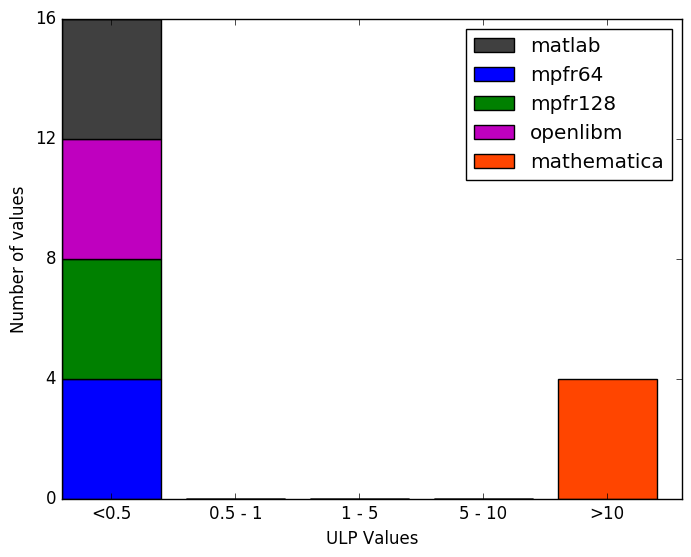 16
12
8
4
0
Number of values
matlab
mpfr64
mpfr128
openlibm
mathematica
<0.5
0.5 - 1
1 - 5
5 - 10
>10
ULP Values